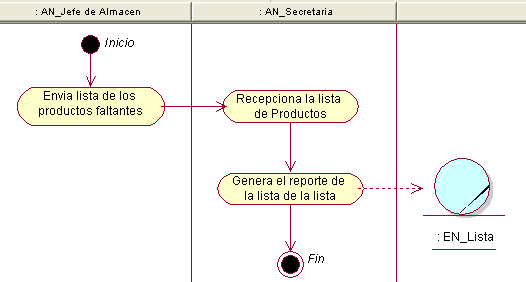 : AN_Jefe de Almacen
: AN_Secretaria
Inicio
Envia lista de los
productos faltantes
Recepciona la lista
de Productos
Genera el reporte de
la lista de la lista
: EN_Lista
Fin